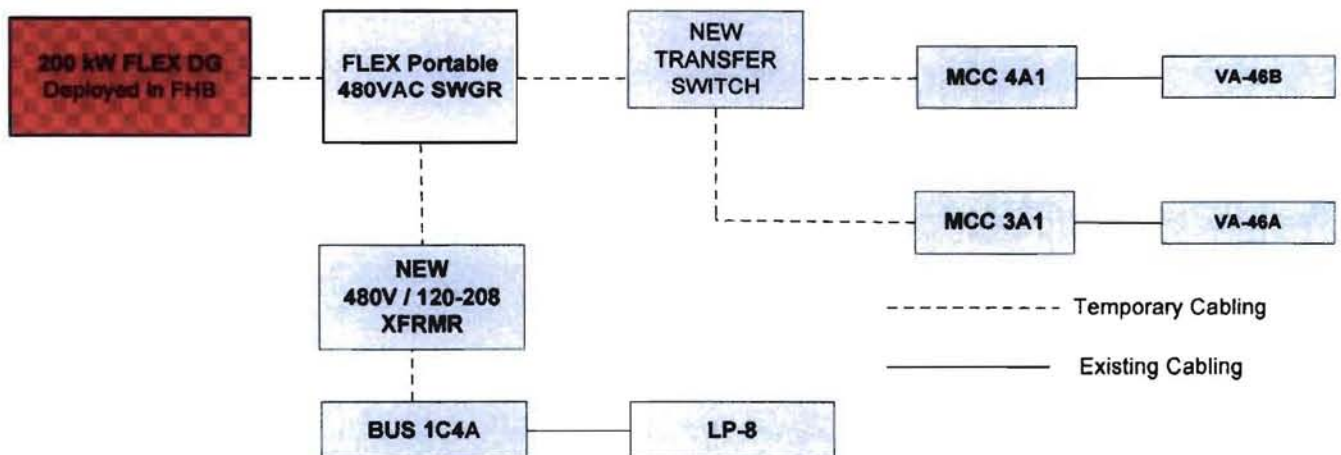 200 kW FLEX DG
Deployed in FHB
FLEX Portable
480VAC SWGR
NEW
TRANSFER
SWITCH
MCC 4A1
VA-46B
MCC 3A1
VA-46A
NEW
480V / 120-208
XFRMR
Temporary Cabling
Existing Cabling
BUS 1C4A
LP-8